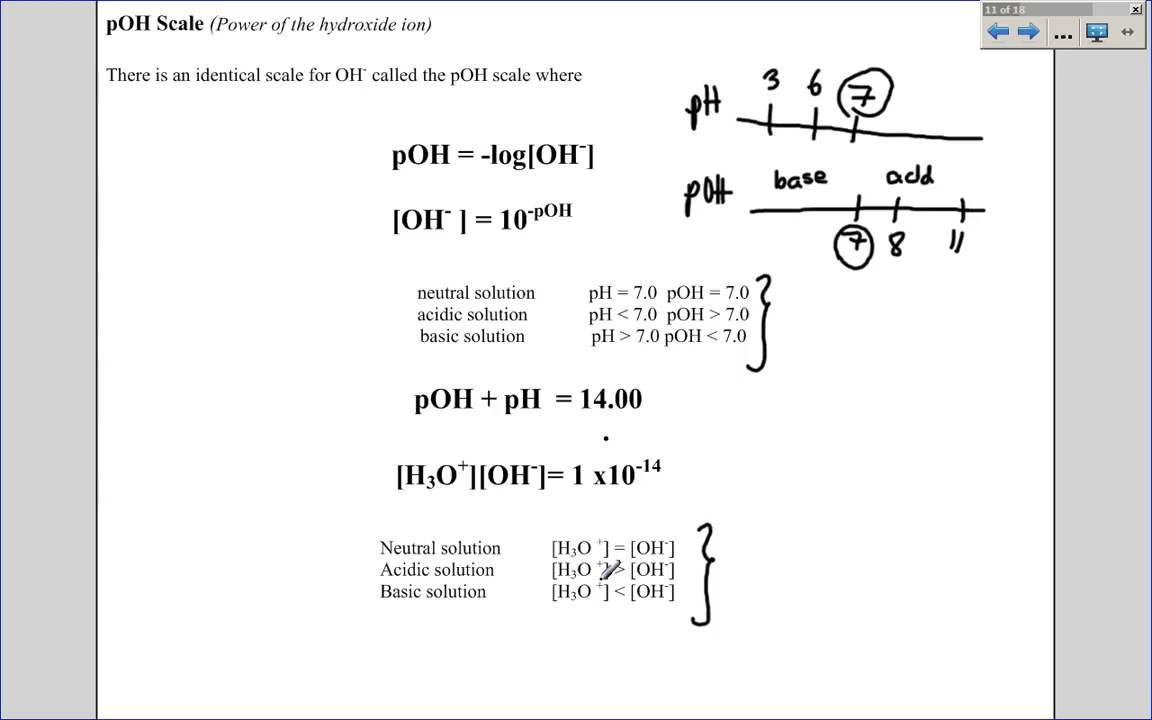 11 of 18
pOH Scale (Power of the hydroxide ion)
There is an identical scale for OH⁻ called the pOH scale where
pH 3 6 7
pOH = -log[OH⁻]
pOH base acid
7 8 11
[OH⁻ ] = 10⁻ᵖᴼᴴ
neutral solution pH = 7.0 pOH = 7.0
acidic solution pH < 7.0 pOH > 7.0
basic solution pH > 7.0 pOH < 7.0
pOH + pH = 14.00
[H₃O⁺][OH⁻]= 1 x10⁻¹⁴
Neutral solution [H₃O ⁺] = [OH⁻]
Acidic solution [H₃O ⁺] > [OH⁻]
Basic solution [H₃O ⁺] < [OH⁻]